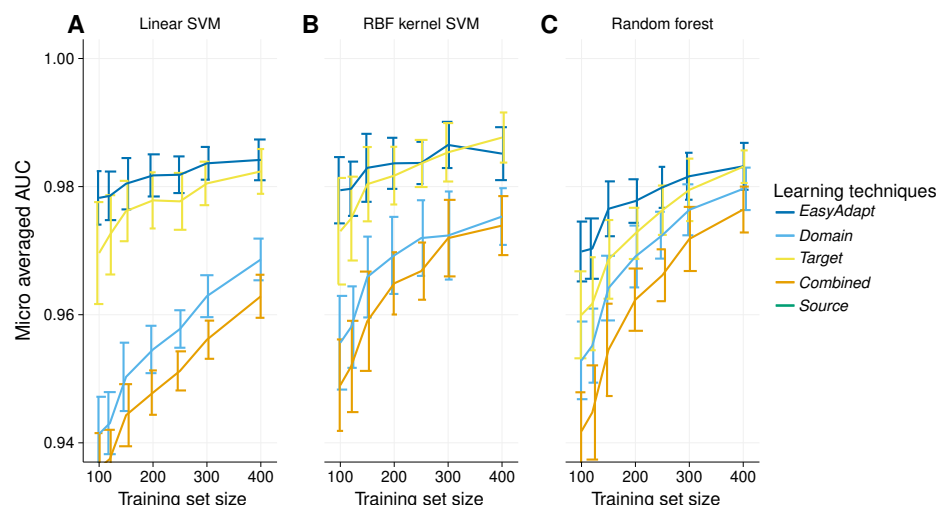 A Linear SVM
B RBF kernel SVM
C Random forest
Micro averaged AUC
1.00
0.98
0.96
0.94
100 200 300 400
100 200 300 400
100 200 300 400
Training set size
Training set size
Training set size
Learning techniques
EasyAdapt
Domain
Target
Combined
Source